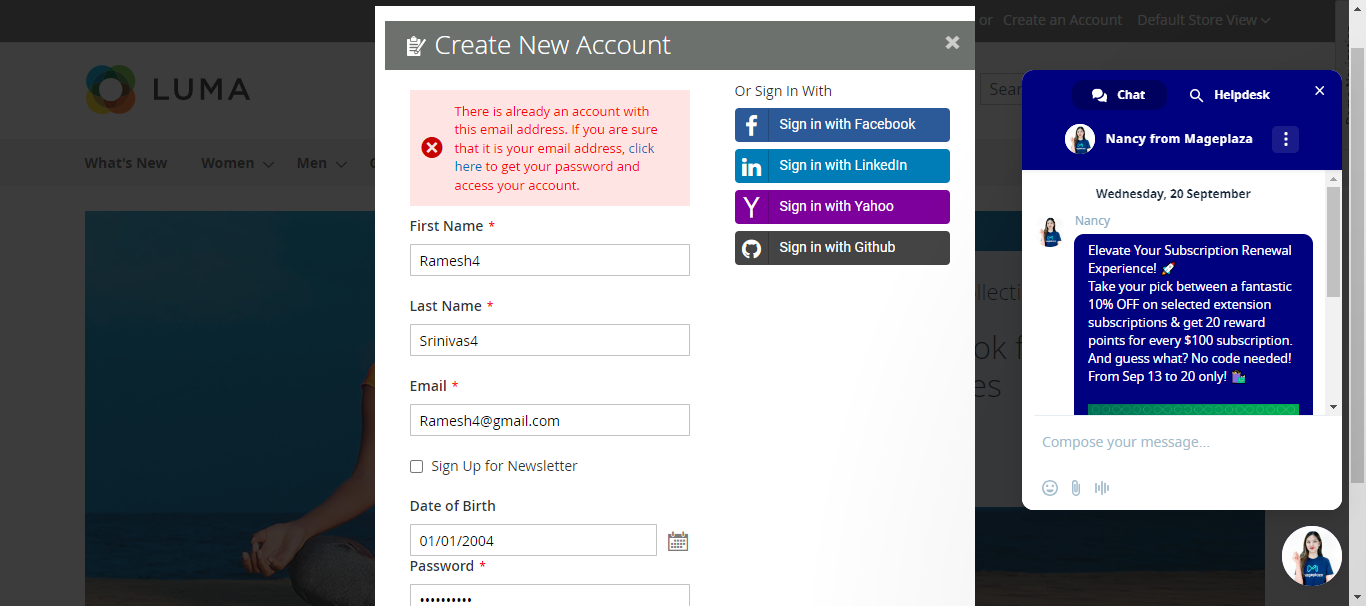 or Create an Account Default Store View
Create New Account
LUMA
Sear
What's New Women Men
There is already an account with
this email address. If you are sure
that it is your email address, click
here to get your password and
access your account.
First Name *
Ramesh4
Last Name *
Srinivas4
Email *
Ramesh4@gmail.com
Sign Up for Newsletter
Date of Birth
01/01/2004
Password *
••••••••••
Or Sign In With
Sign in with Facebook
Sign in with LinkedIn
Sign in with Yahoo
Sign in with Github
Chat Helpdesk
Nancy from Mageplaza
Wednesday, 20 September
Nancy
Elevate Your Subscription Renewal
Experience! 🚀
Take your pick between a fantastic
10% OFF on selected extension
subscriptions & get 20 reward
points for every $100 subscription.
And guess what? No code needed!
From Sep 13 to 20 only! 🛍️
Compose your message...